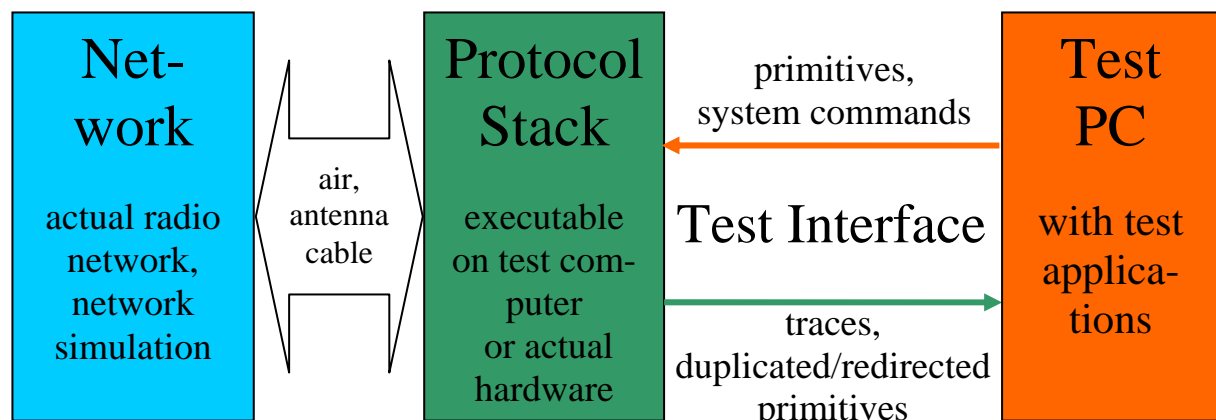 Net-
work
actual radio
network,
network
simulation
air,
antenna
cable
Protocol
Stack
executable
on test com-
puter
or actual
hardware
primitives,
system commands
Test Interface
traces,
duplicated/redirected
primitives
Test
PC
with test
applica-
tions